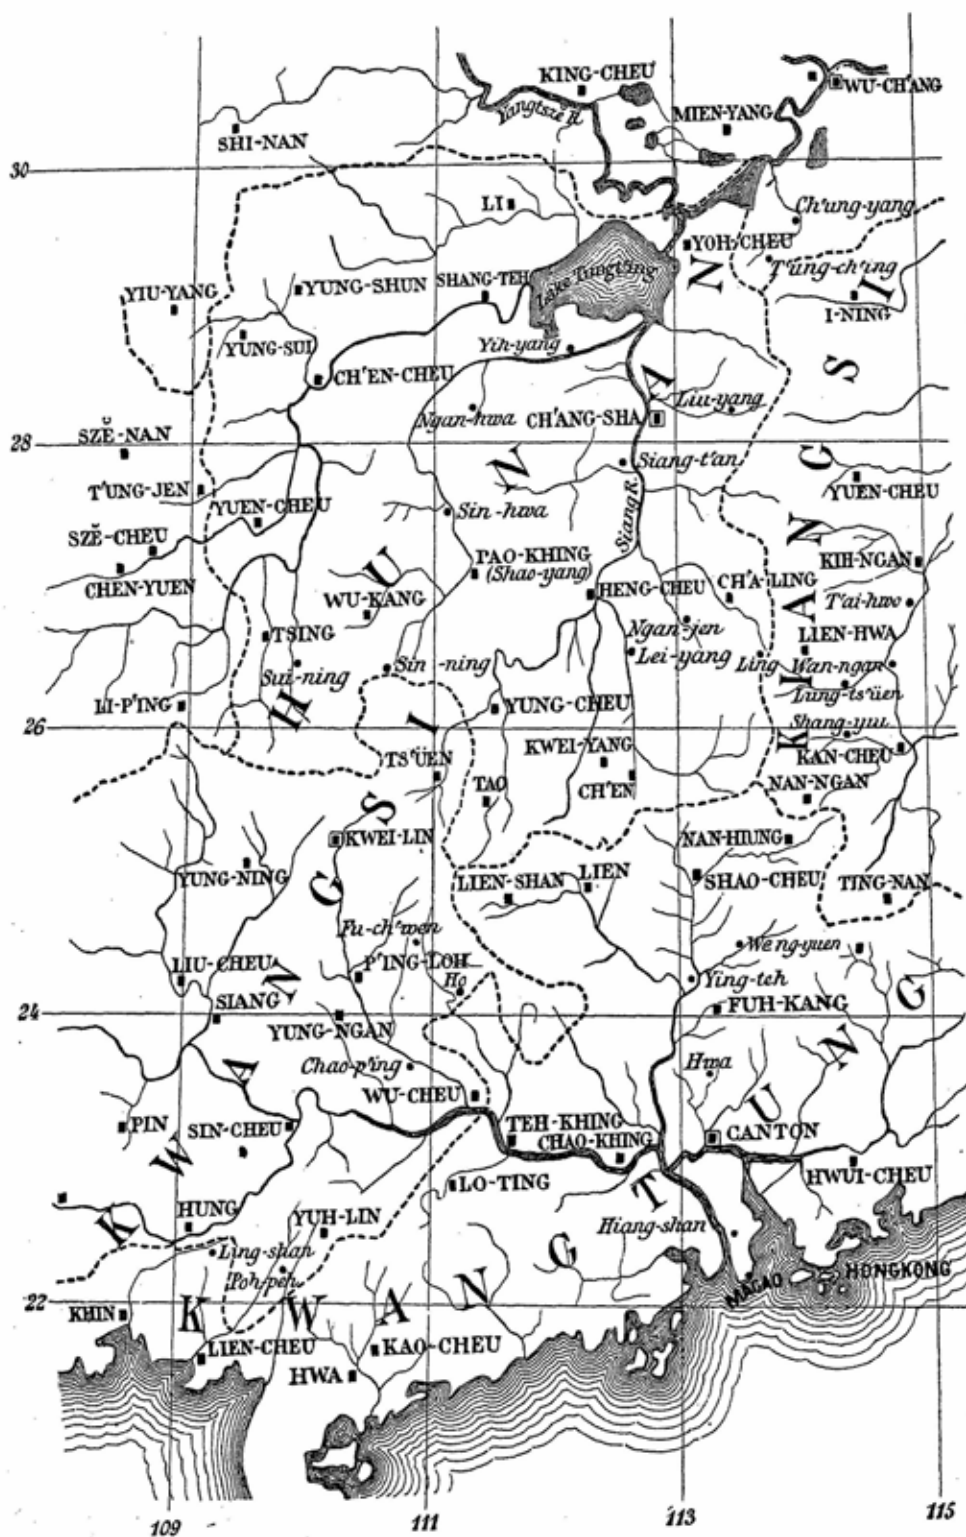 KING-CHEU
WU-CH'ANG
Yangtszĕ R.
MIEN-YANG
SHI-NAN
30
LI
Ch'ung-yang
YOH-CHEU
T'ung-ch'ing
Lake Tungt'ing
SHANG-TEH
YUNG-SHUN
YIU-YANG
I-NING
YUNG-SUI
Yih-yang
CH'EN-CHEU
Liu-yang
Ngan-hwa
CH'ANG-SHA
28
SZĔ-NAN
Siang-t'an
T'UNG-JEN
YUEN-CHEU
YUEN-CHEU
Sin-hwa
Siang R.
SZĔ-CHEU
CHEN-YUEN
PAO-KHING
(Shao-yang)
KIH-NGAN
HENG-CHEU
CH'A-LING
WU-KANG
T'ai-hwo
TSING
Ngan-jen
LIEN-HWA
Sui-ning
Sin-ning
Lei-yang
Ling
Wan-ngan
Lung-ts'üen
LI-P'ING
YUNG-CHEU
26
Shang-yiu
KWEI-YANG
KAN-CHEU
TS'ÜEN
TAO
CH'EN
NAN-NGAN
KWEI-LIN
NAN-HIUNG
YUNG-NING
LIEN-SHAN
LIEN
SHAO-CHEU
TING-NAN
Fu-ch'wen
Weng-yuen
LIU-CHEU
P'ING-LOH
Ho
Ying-teh
SIANG
FUH-KANG
24
YUNG-NGAN
Chao-p'ing
Hwa
WU-CHEU
PIN
SIN-CHEU
TEH-KHING
CHAO-KHING
CANTON
LO-TING
HWUI-CHEU
HUNG
YUH-LIN
Hiang-shan
Ling-shan
Poh-peh
MACAO
HONGKONG
22
KHIN
LIEN-CHEU
KAO-CHEU
HWA
HUNAN
KIANGSI
KWANGSI
KWANGTUNG
109
111
113
115